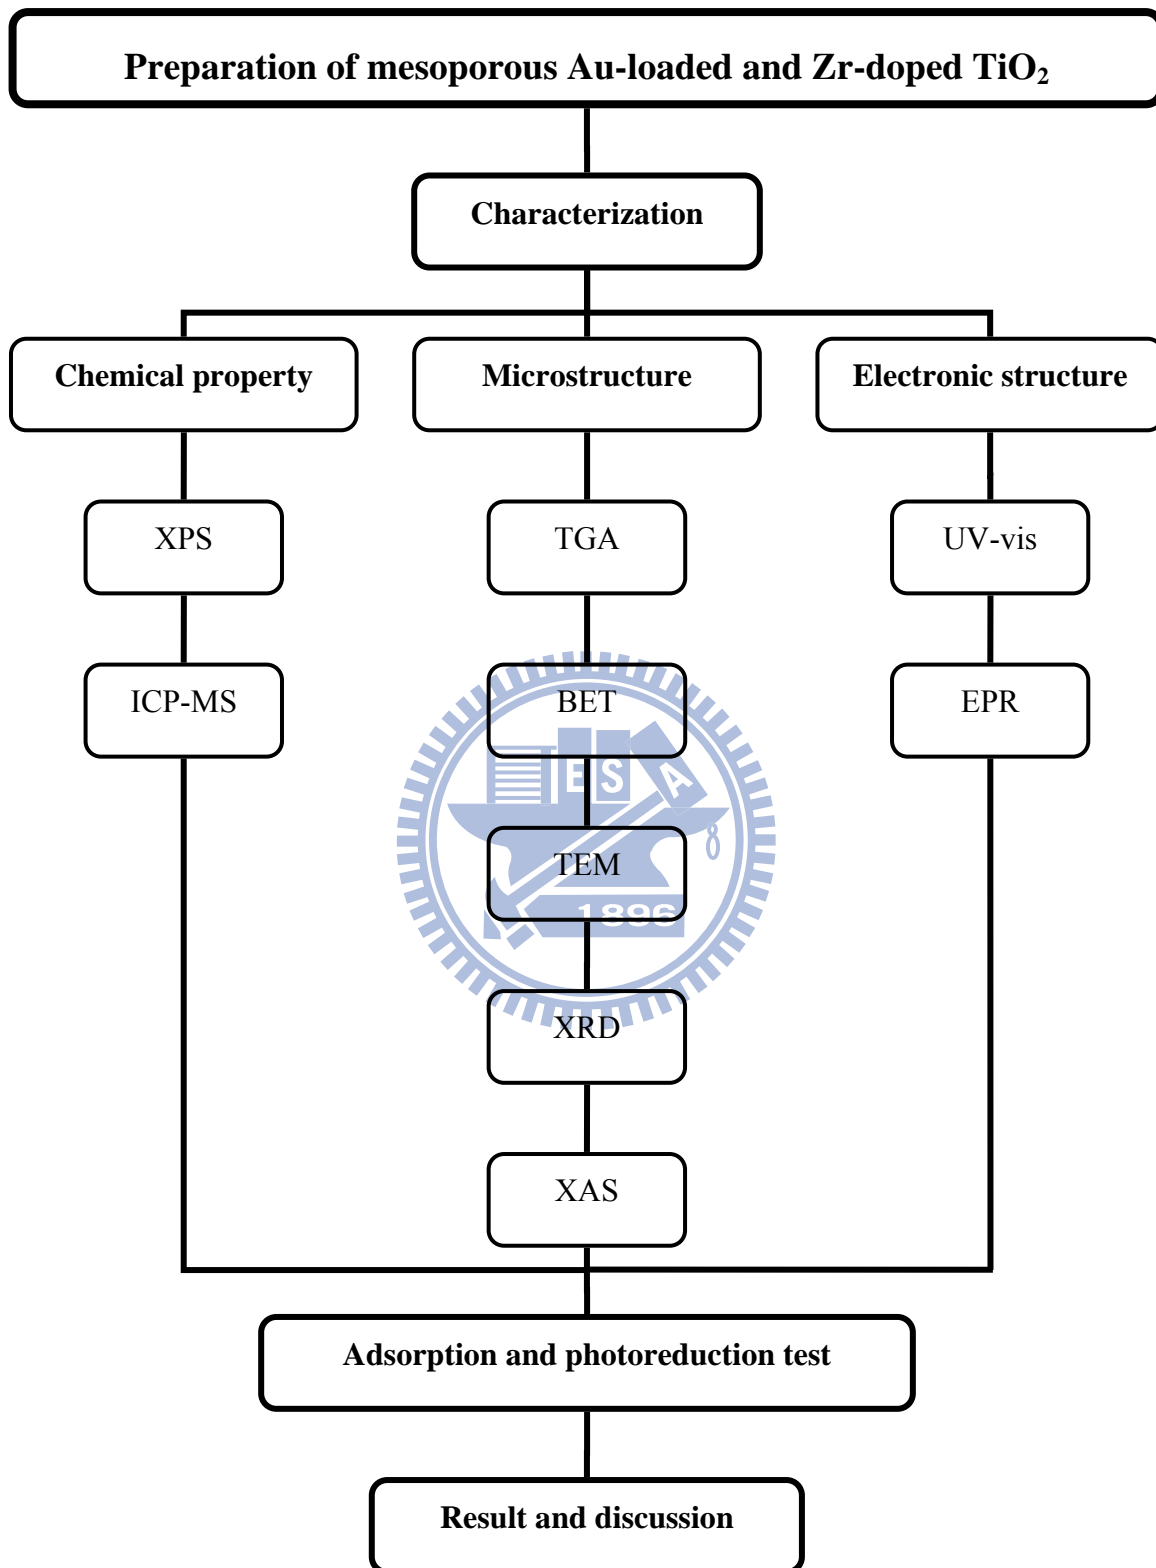 Preparation of mesoporous Au-loaded and Zr-doped TiO₂
Characterization
Chemical property
Microstructure
Electronic structure
XPS
TGA
UV-vis
ICP-MS
BET
EPR
E S A
TEM
1896
XRD
XAS
Adsorption and photoreduction test
Result and discussion